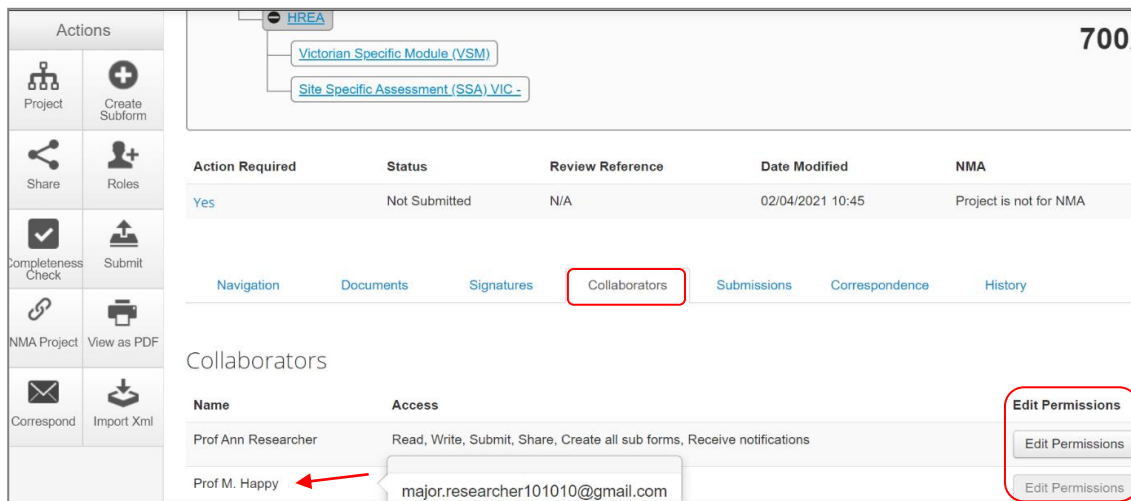 Actions
HREA
700
Victorian Specific Module (VSM)
Site Specific Assessment (SSA) VIC -
Project
Create
Subform
Share
Roles
Completeness
Check
Submit
NMA Project
View as PDF
Correspond
Import Xml
Action Required Status Review Reference Date Modified NMA
Yes Not Submitted N/A 02/04/2021 10:45 Project is not for NMA
Navigation Documents Signatures Collaborators Submissions Correspondence History
Collaborators
Name Access Edit Permissions
Prof Ann Researcher Read, Write, Submit, Share, Create all sub forms, Receive notifications Edit Permissions
Prof M. Happy major.researcher101010@gmail.com Edit Permissions